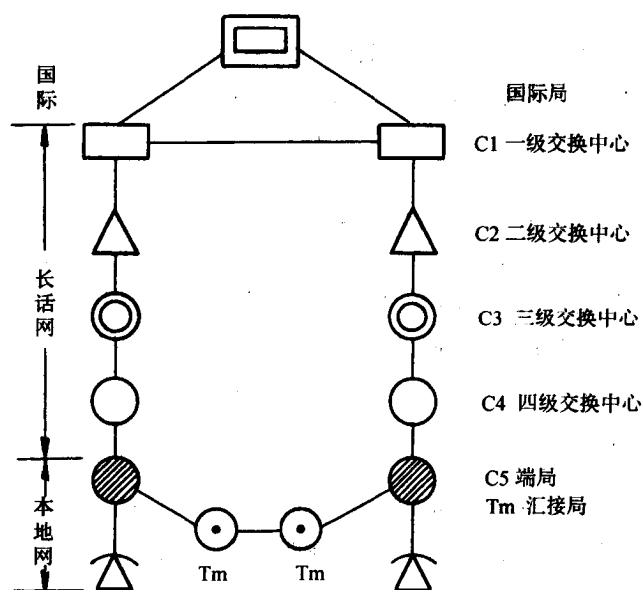 国际
国际局
C1 一级交换中心
C2 二级交换中心
长话网
C3 三级交换中心
C4 四级交换中心
C5 端局
Tm 汇接局
本地网
Tm
Tm